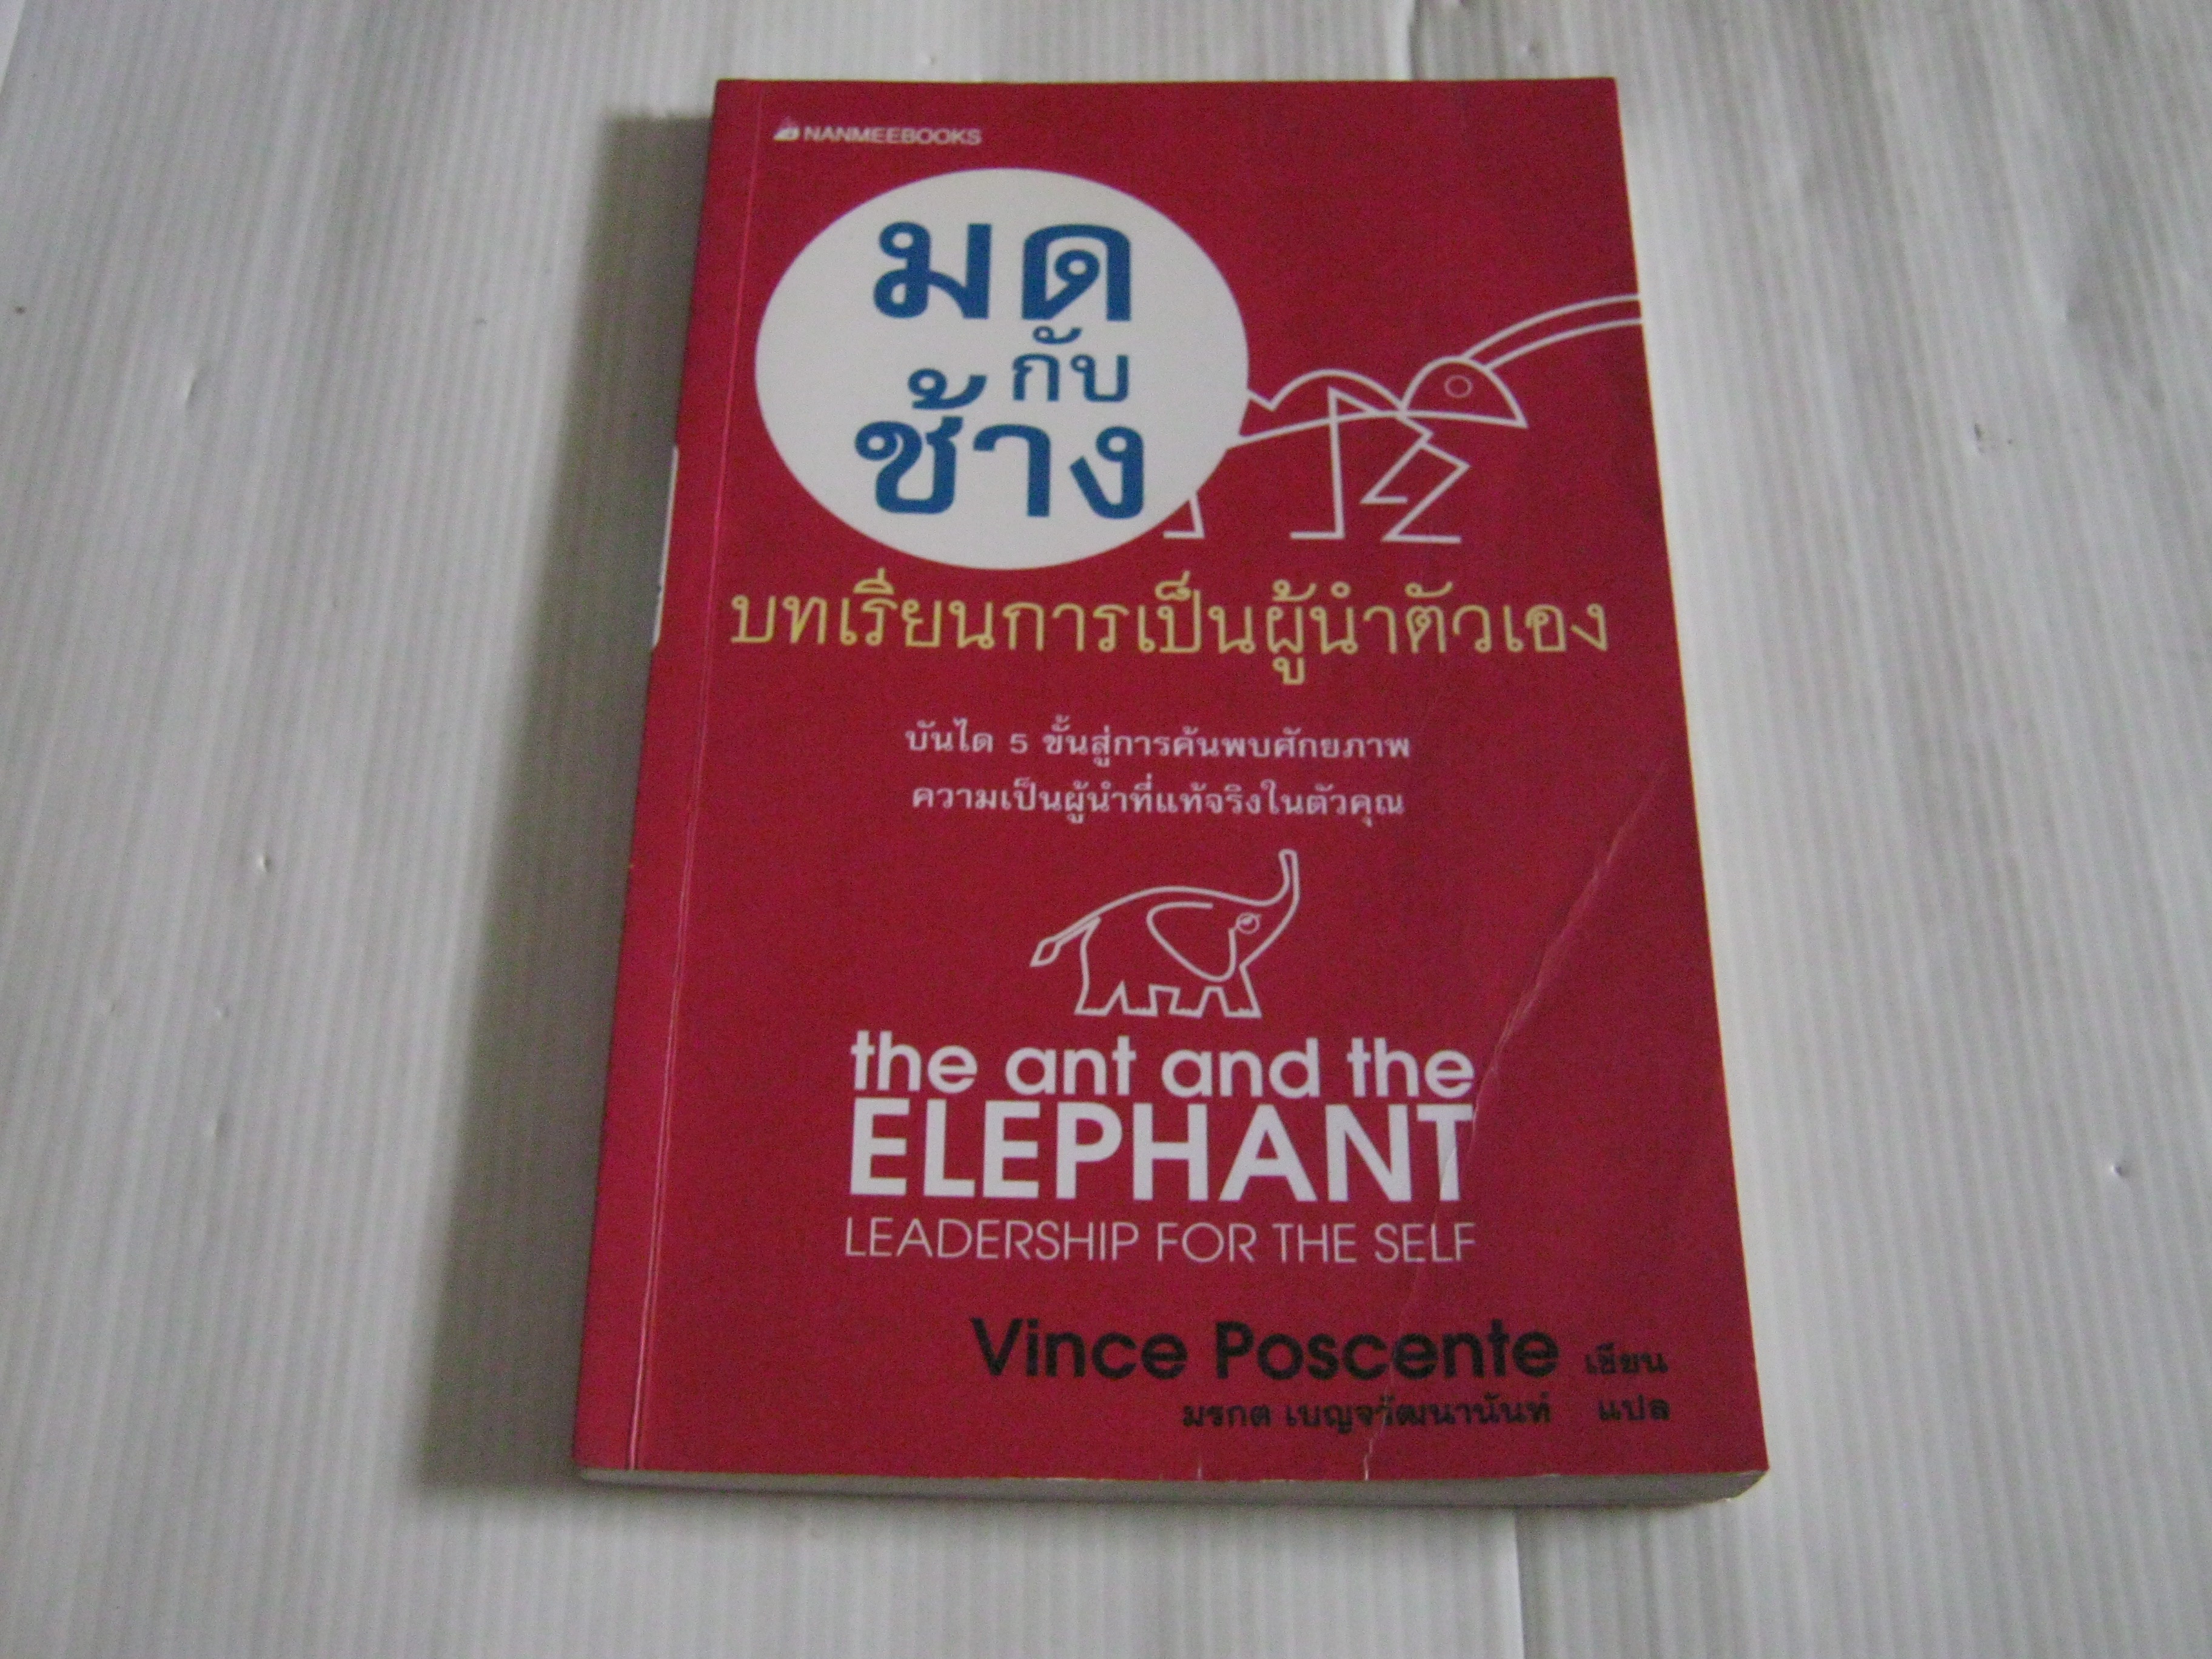 NANMEEBOOKS
มด
กับ
ช้าง
บทเรียนการเป็นผู้นำตัวเอง
บันได 5 ขั้นสู่การค้นพบศักยภาพ
ความเป็นผู้นำที่แท้จริงในตัวคุณ
the ant and the
ELEPHANT
LEADERSHIP FOR THE SELF
Vince Poscente เขียน
มรกต เบญจวัฒนานันท์ แปล